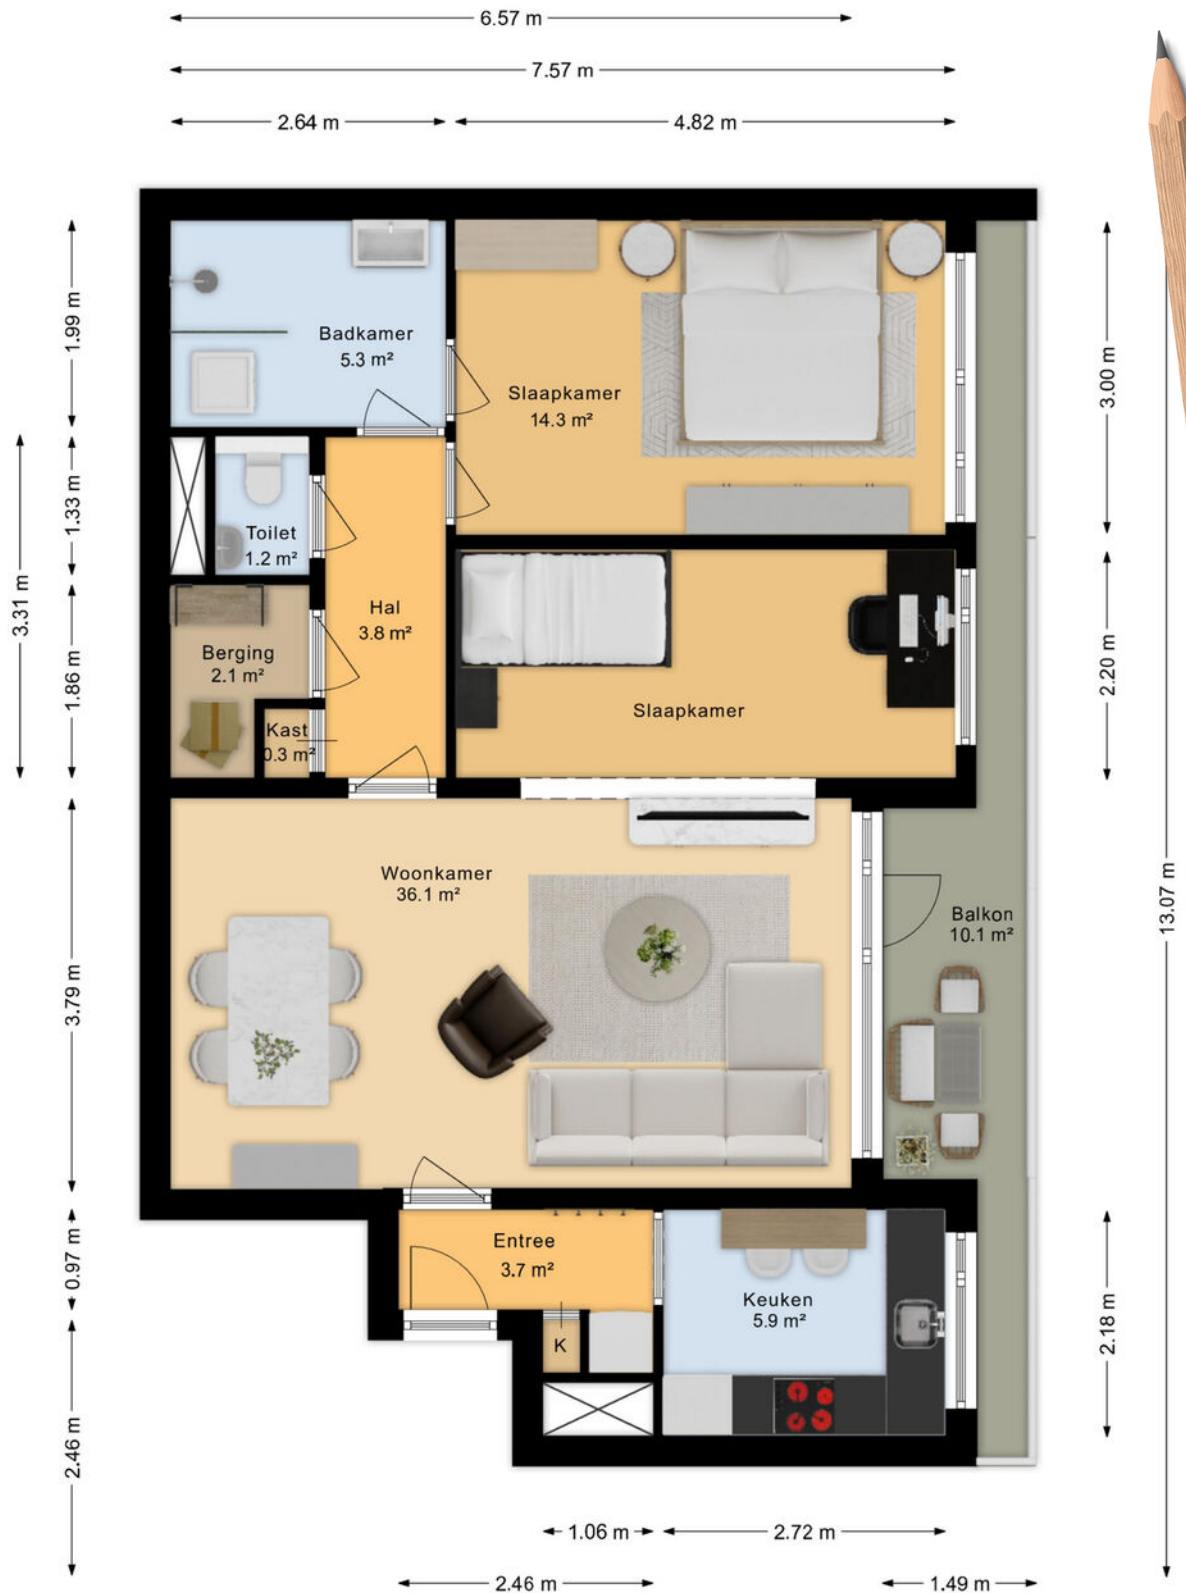 6.57 m
7.57 m
2.64 m
4.82 m
1.99 m
3.00 m
Badkamer
5.3 m²
Slaapkamer
14.3 m²
3.31 m
1.33 m
Toilet
1.2 m²
Hal
3.8 m²
1.86 m
Berging
2.1 m²
2.20 m
Slaapkamer
Kast
0.3 m²
Woonkamer
36.1 m²
Balkon
10.1 m²
13.07 m
3.79 m
0.97 m
Entree
3.7 m²
Keuken
5.9 m²
K
2.18 m
2.46 m
1.06 m
2.72 m
2.46 m
1.49 m